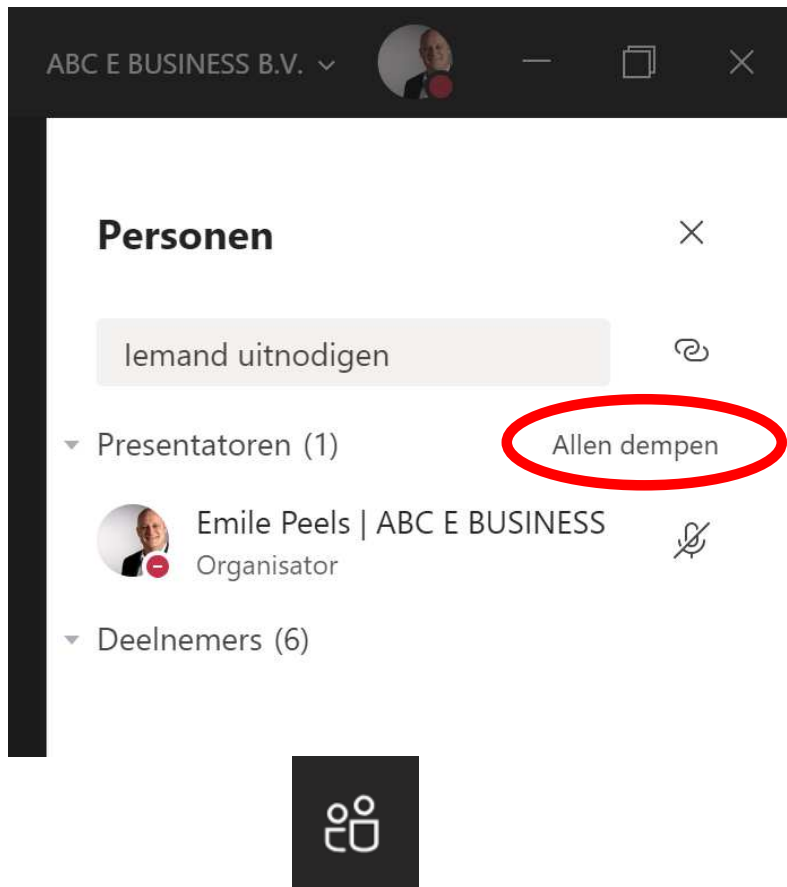 ABC E BUSINESS B.V.
Personen
Iemand uitnodigen
Presentatoren (1) Allen dempen
Emile Peels | ABC E BUSINESS
Organisator
Deelnemers (6)